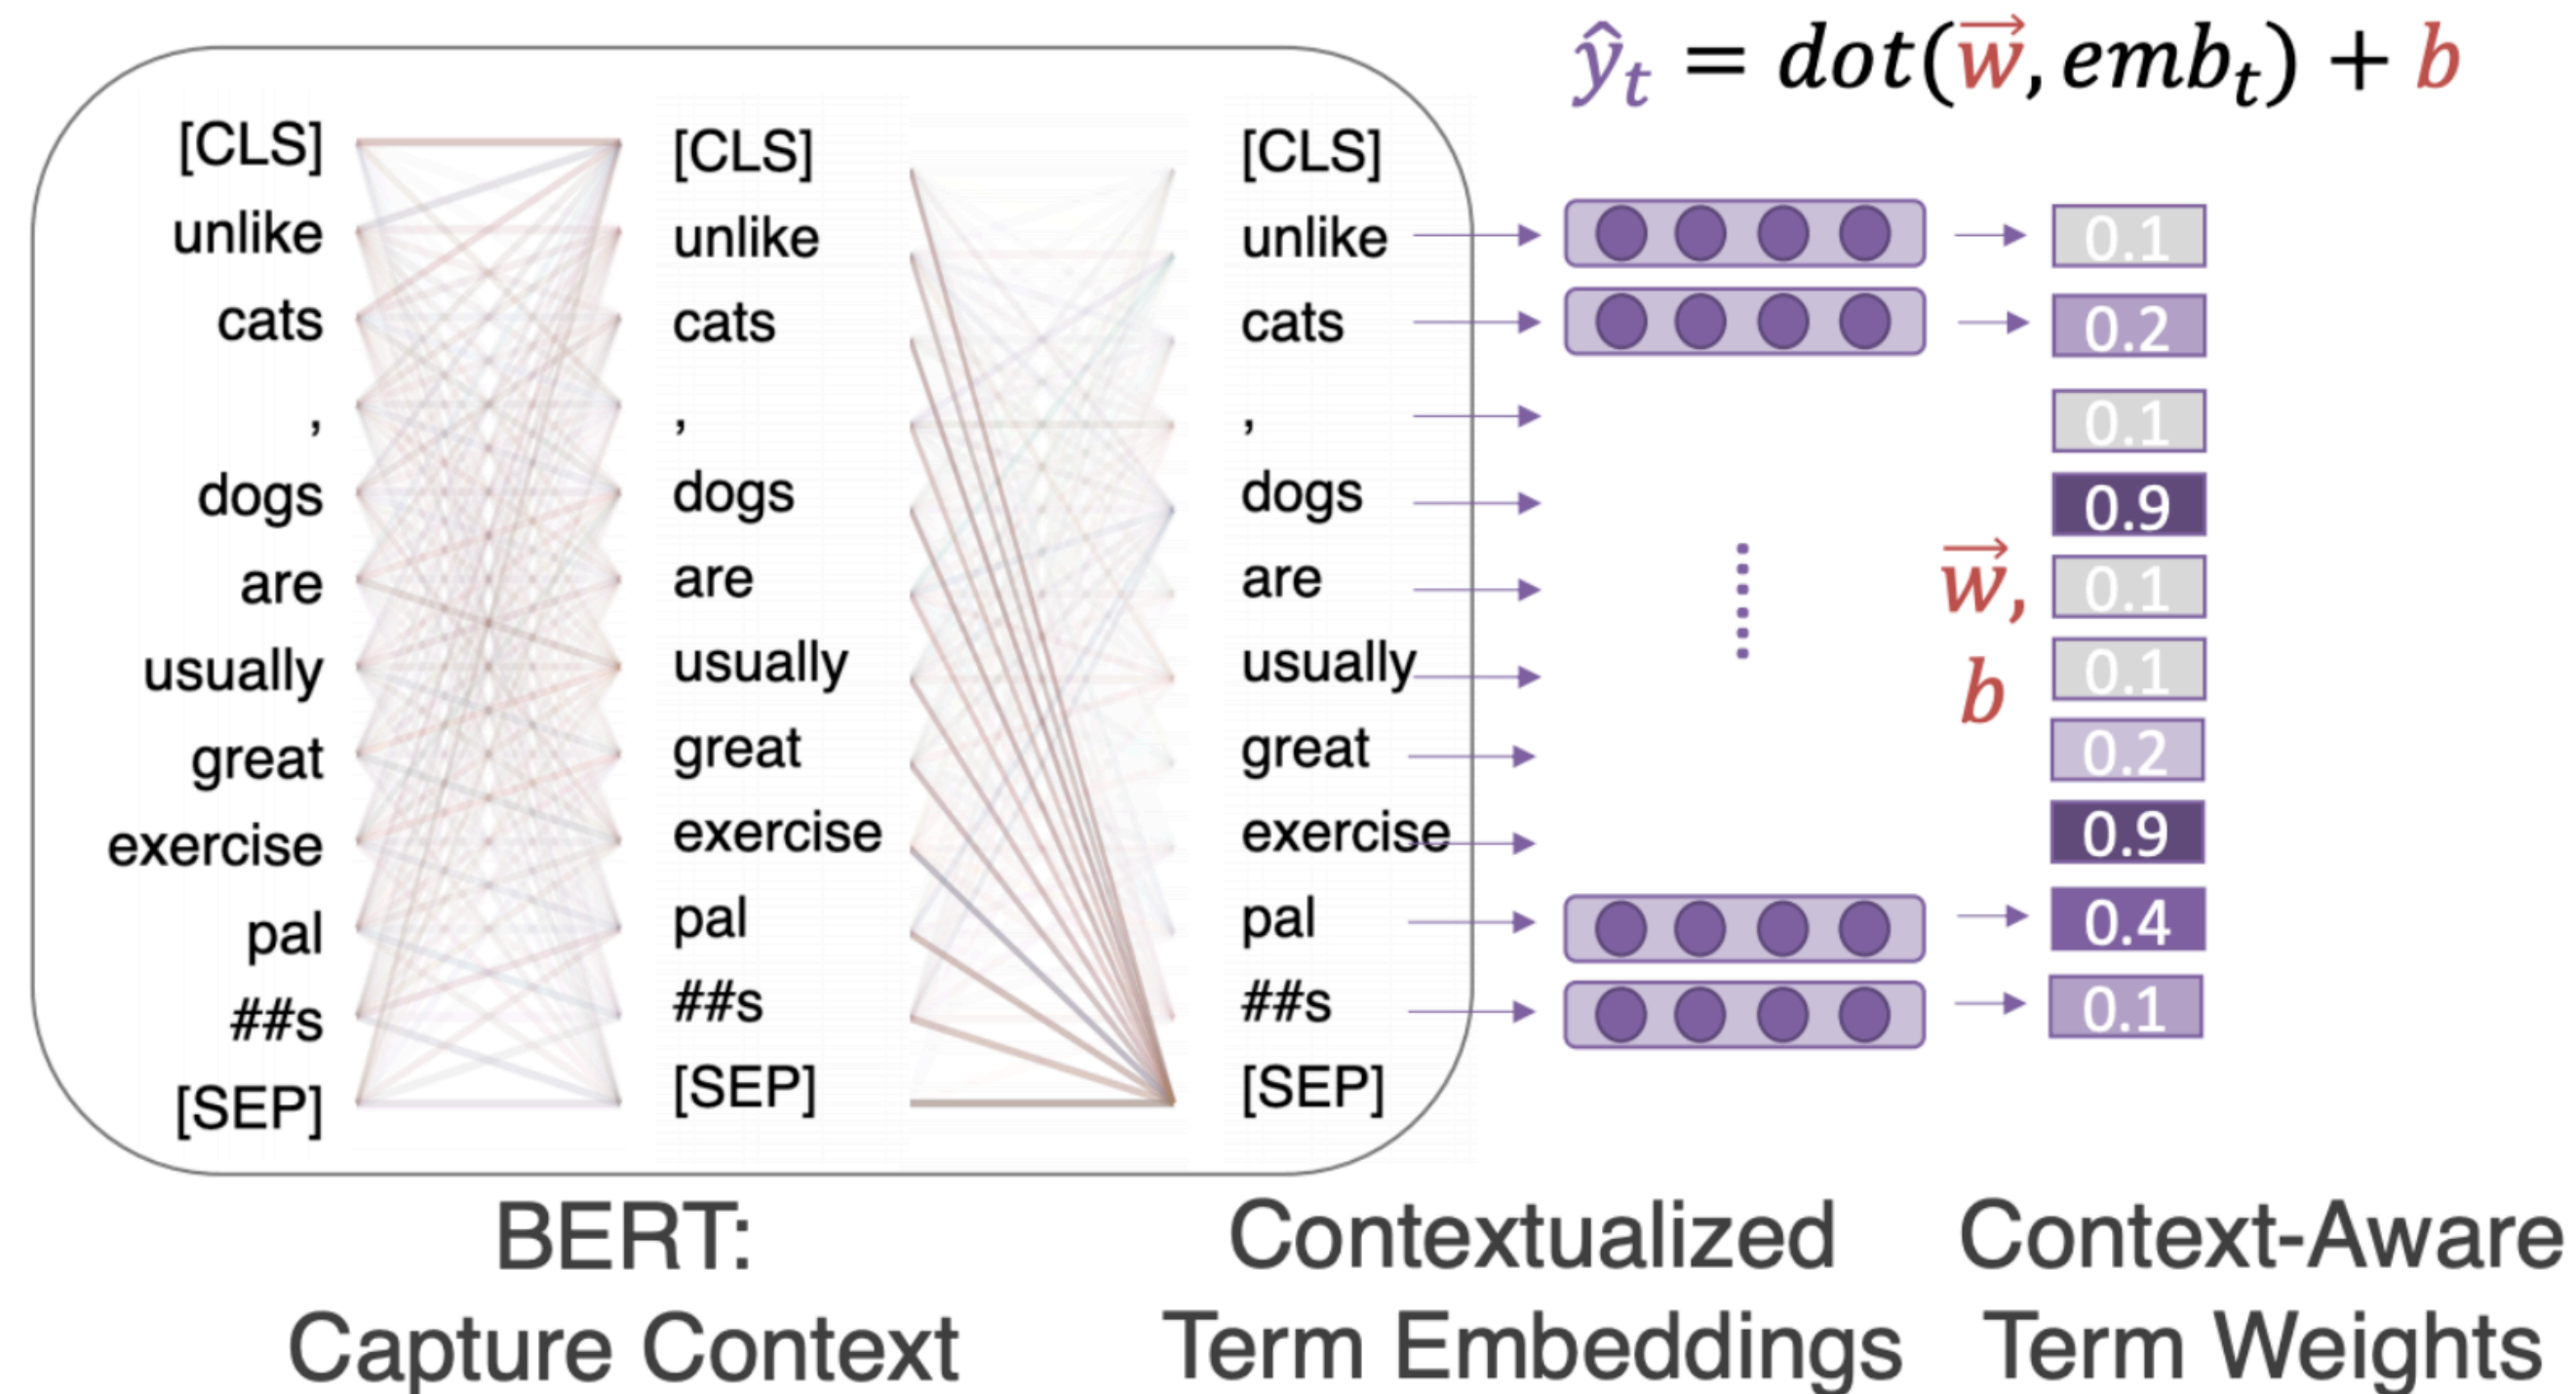 ŷₜ = dot(w⃗, embₜ) + b
[CLS] [CLS] [CLS]
unlike unlike unlike 0.1
cats cats cats 0.2
, , , 0.1
dogs dogs dogs 0.9
are are are w⃗, 0.1
usually usually usually b 0.1
great great great 0.2
exercise exercise exercise 0.9
pal pal pal 0.4
##s ##s ##s 0.1
[SEP] [SEP] [SEP]
BERT: Contextualized Context-Aware
Capture Context Term Embeddings Term Weights